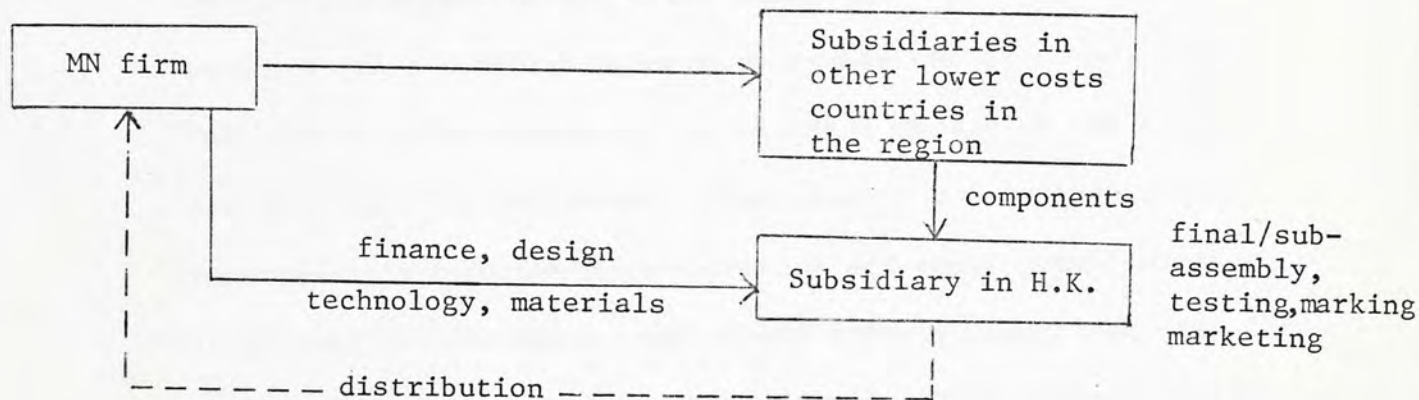 MN firm
Subsidiaries in
other lower costs
countries in
the region
components
finance, design
technology, materials
Subsidiary in H.K.
final/sub-
assembly,
testing,marking
marketing
distribution